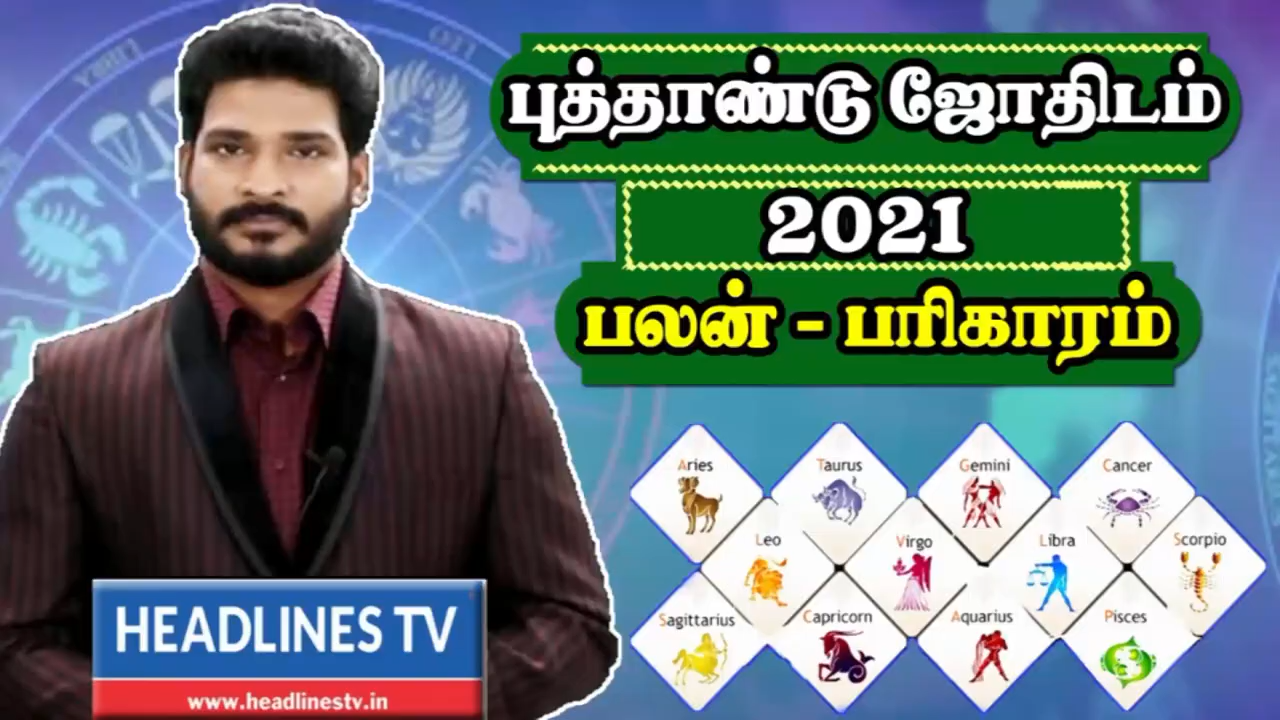 புத்தாண்டு ஜோதிடம்
2021
பலன் - பரிகாரம்
Aries
Taurus
Gemini
Cancer
Leo
Virgo
Libra
Scorpio
Sagittarius
Capricorn
Aquarius
Pisces
HEADLINES TV
www.headlinestv.in